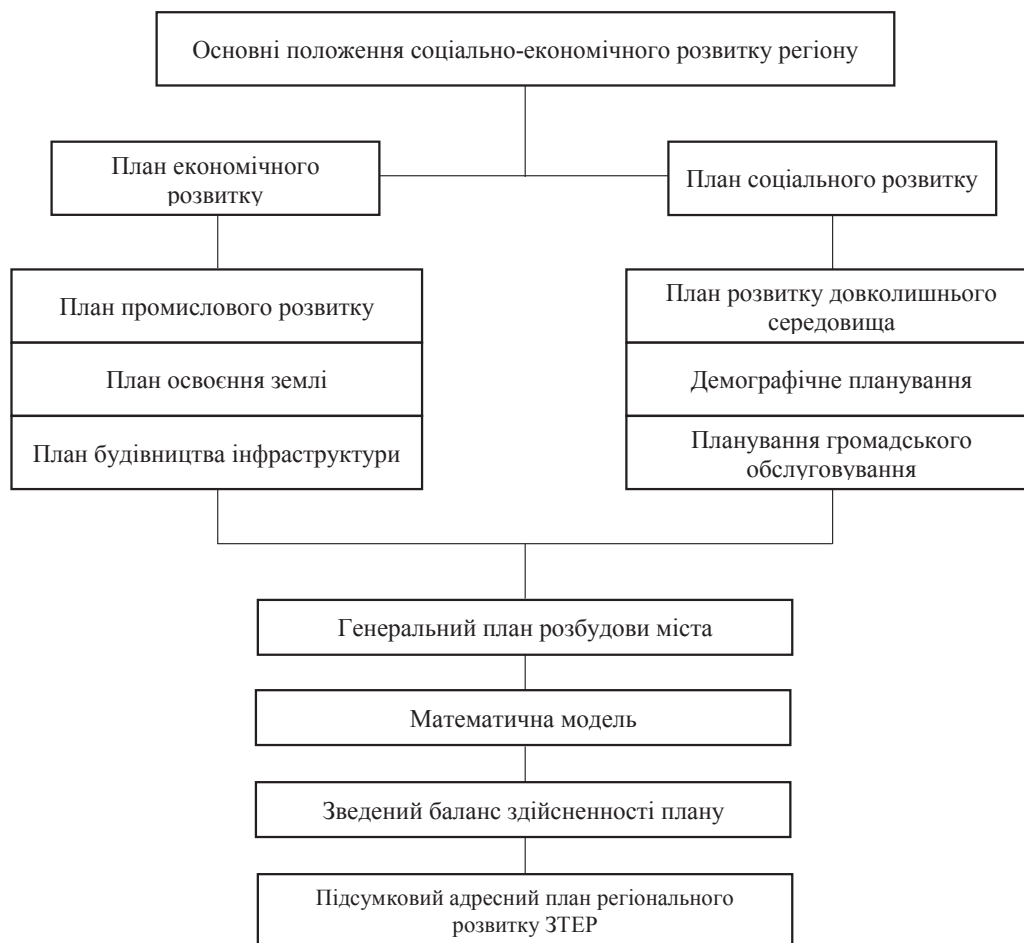 Основні положення соціально-економічного розвитку регіону
План економічного
розвитку
План соціального розвитку
План промислового розвитку
План освоєння землі
План будівництва інфраструктури
План розвитку довколишнього
середовища
Демографічне планування
Планування громадського
обслуговування
Генеральний план розбудови міста
Математична модель
Зведений баланс здійсненності плану
Підсумковий адресний план регіонального
розвитку ЗТЕР